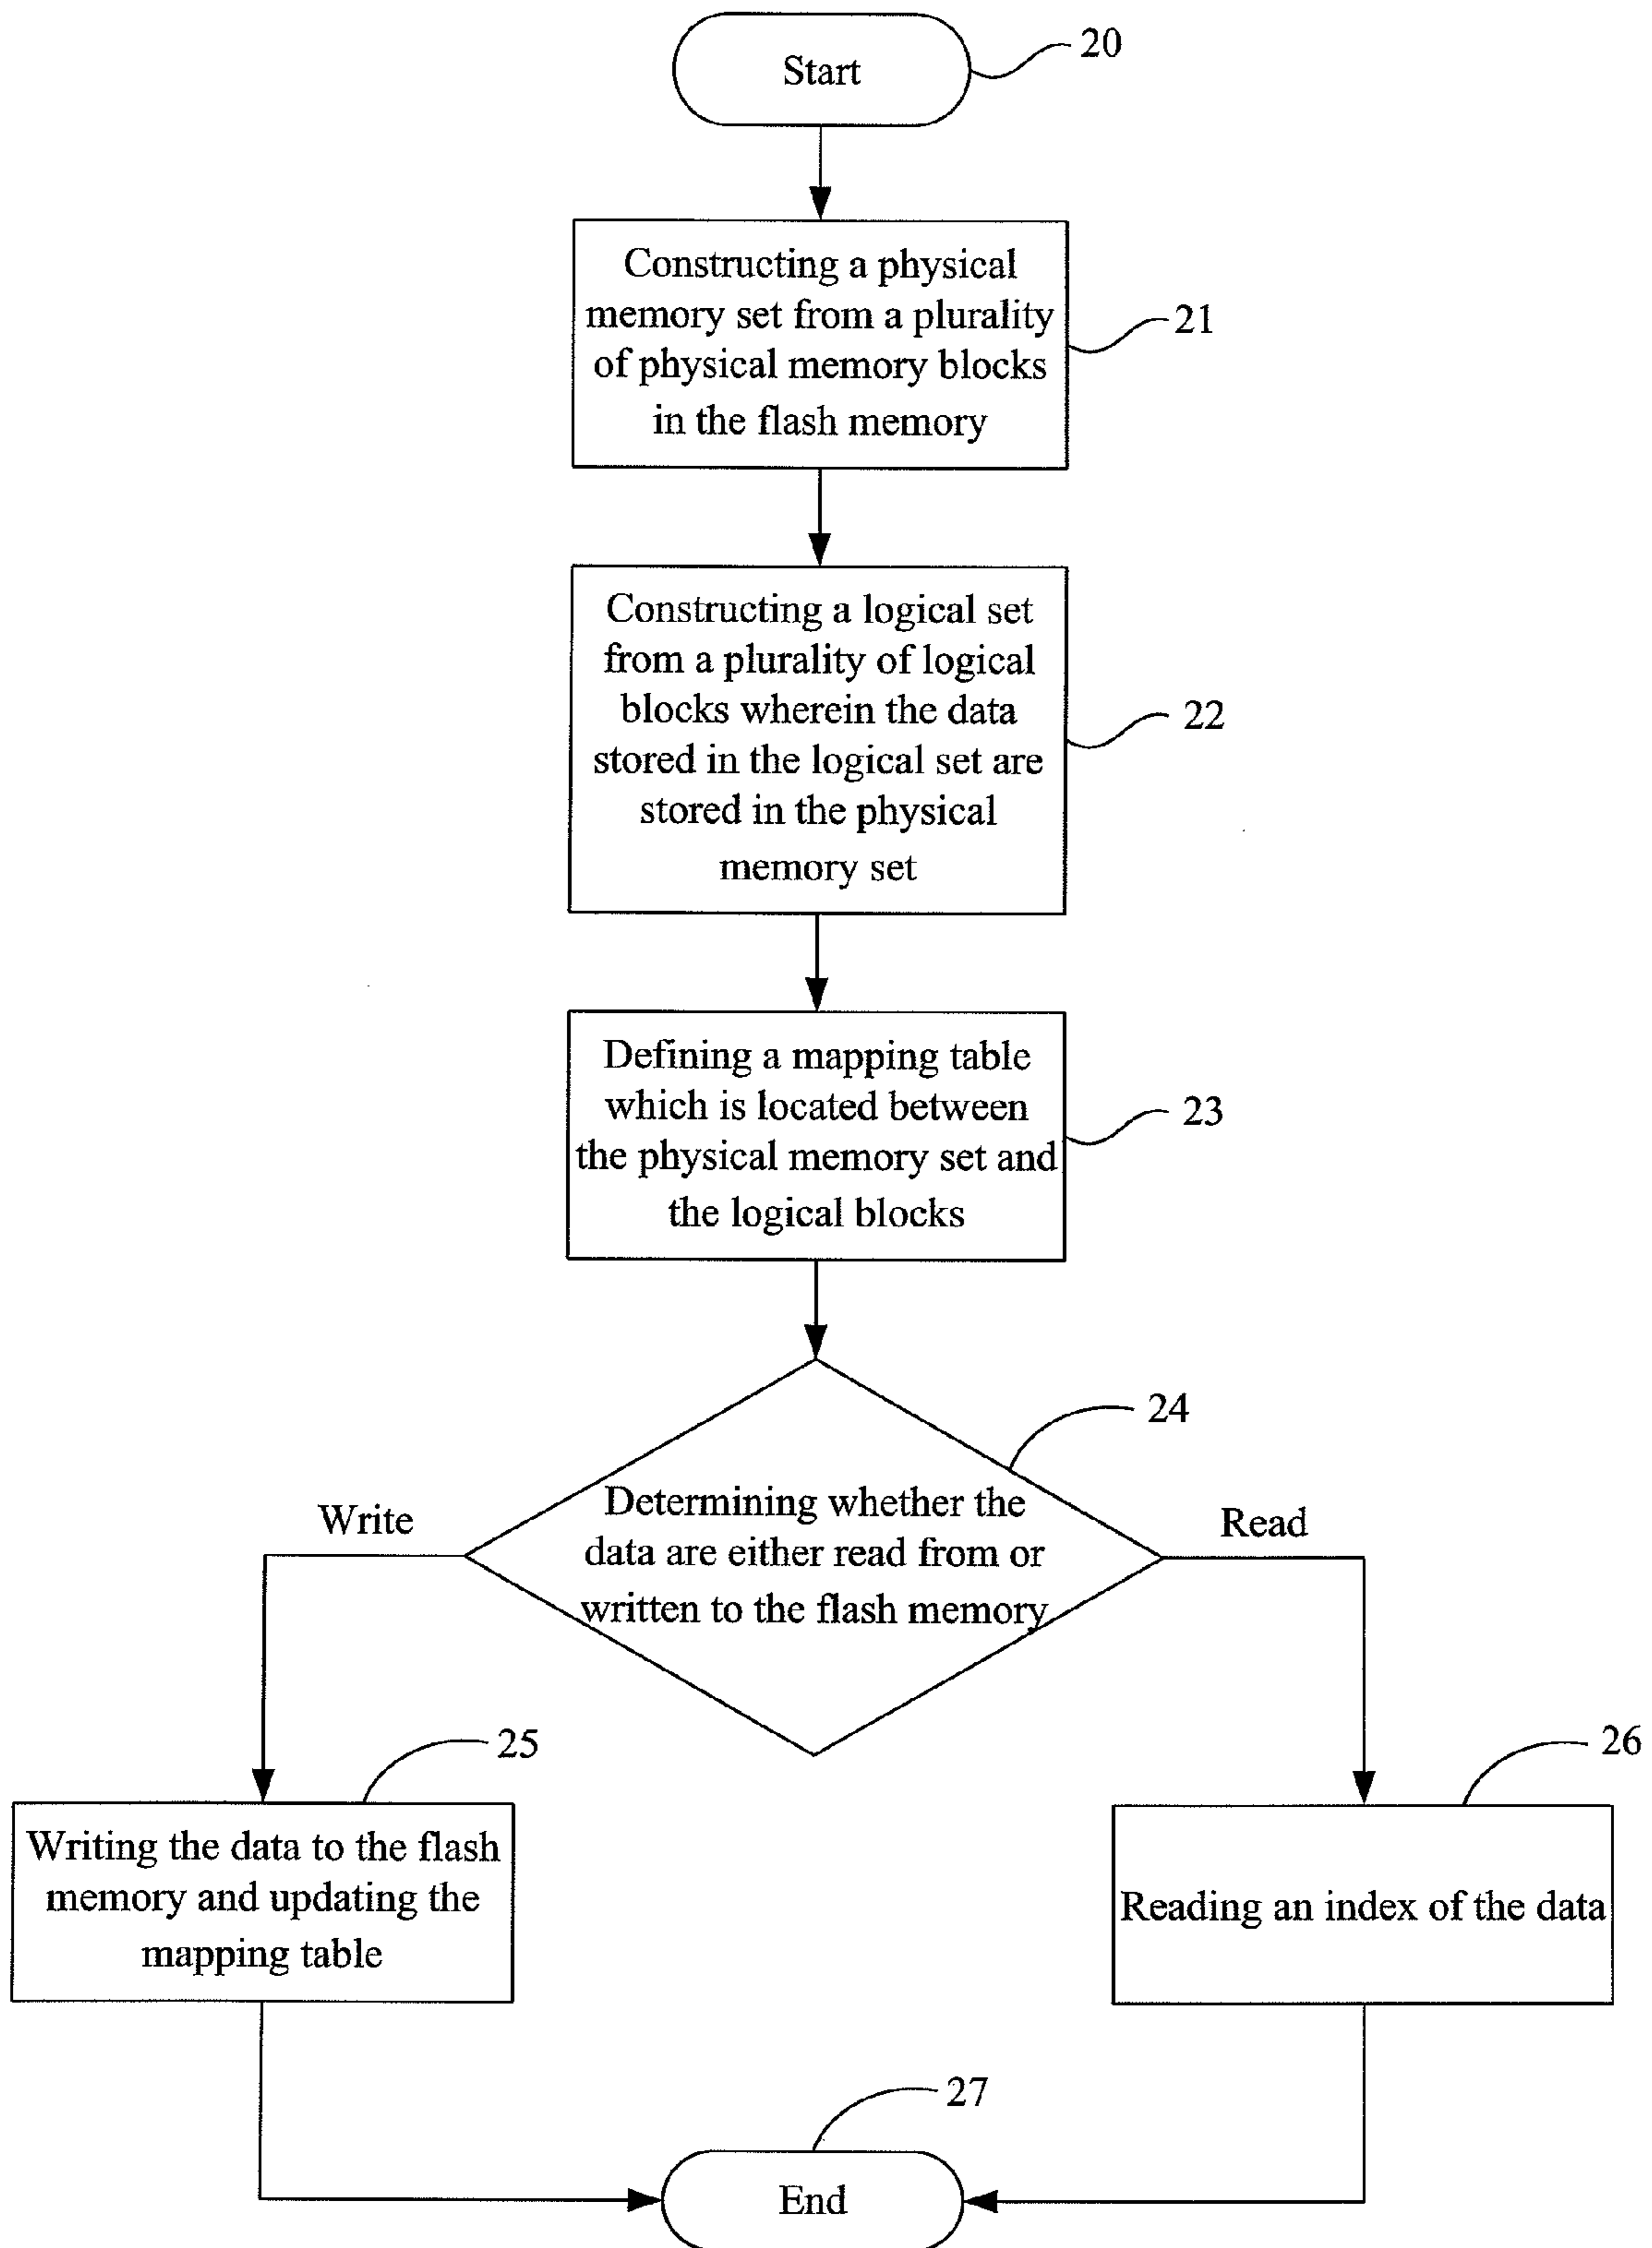 Start
20
Constructing a physical
memory set from a plurality
of physical memory blocks
in the flash memory
21
Constructing a logical set
from a plurality of logical
blocks wherein the data
stored in the logical set are
stored in the physical
memory set
22
Defining a mapping table
which is located between
the physical memory set and
the logical blocks
23
24
Determining whether the
data are either read from or
written to the flash memory
Write
Read
25
Writing the data to the flash
memory and updating the
mapping table
26
Reading an index of the data
27
End